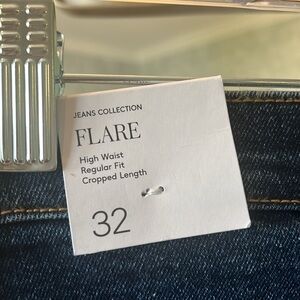 JEANS COLLECTION
FLARE
High Waist
Regular Fit
Cropped Length
32